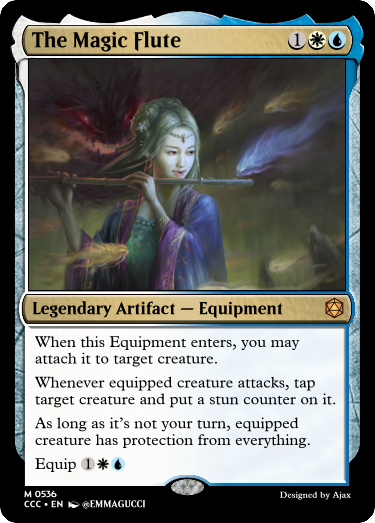 The Magic Flute 1
Legendary Artifact — Equipment
When this Equipment enters, you may
attach it to target creature.
Whenever equipped creature attacks, tap
target creature and put a stun counter on it.
As long as it's not your turn, equipped
creature has protection from everything.
Equip 1
M 0536
CCC • EN @EMMAGUCCI
Designed by Ajax